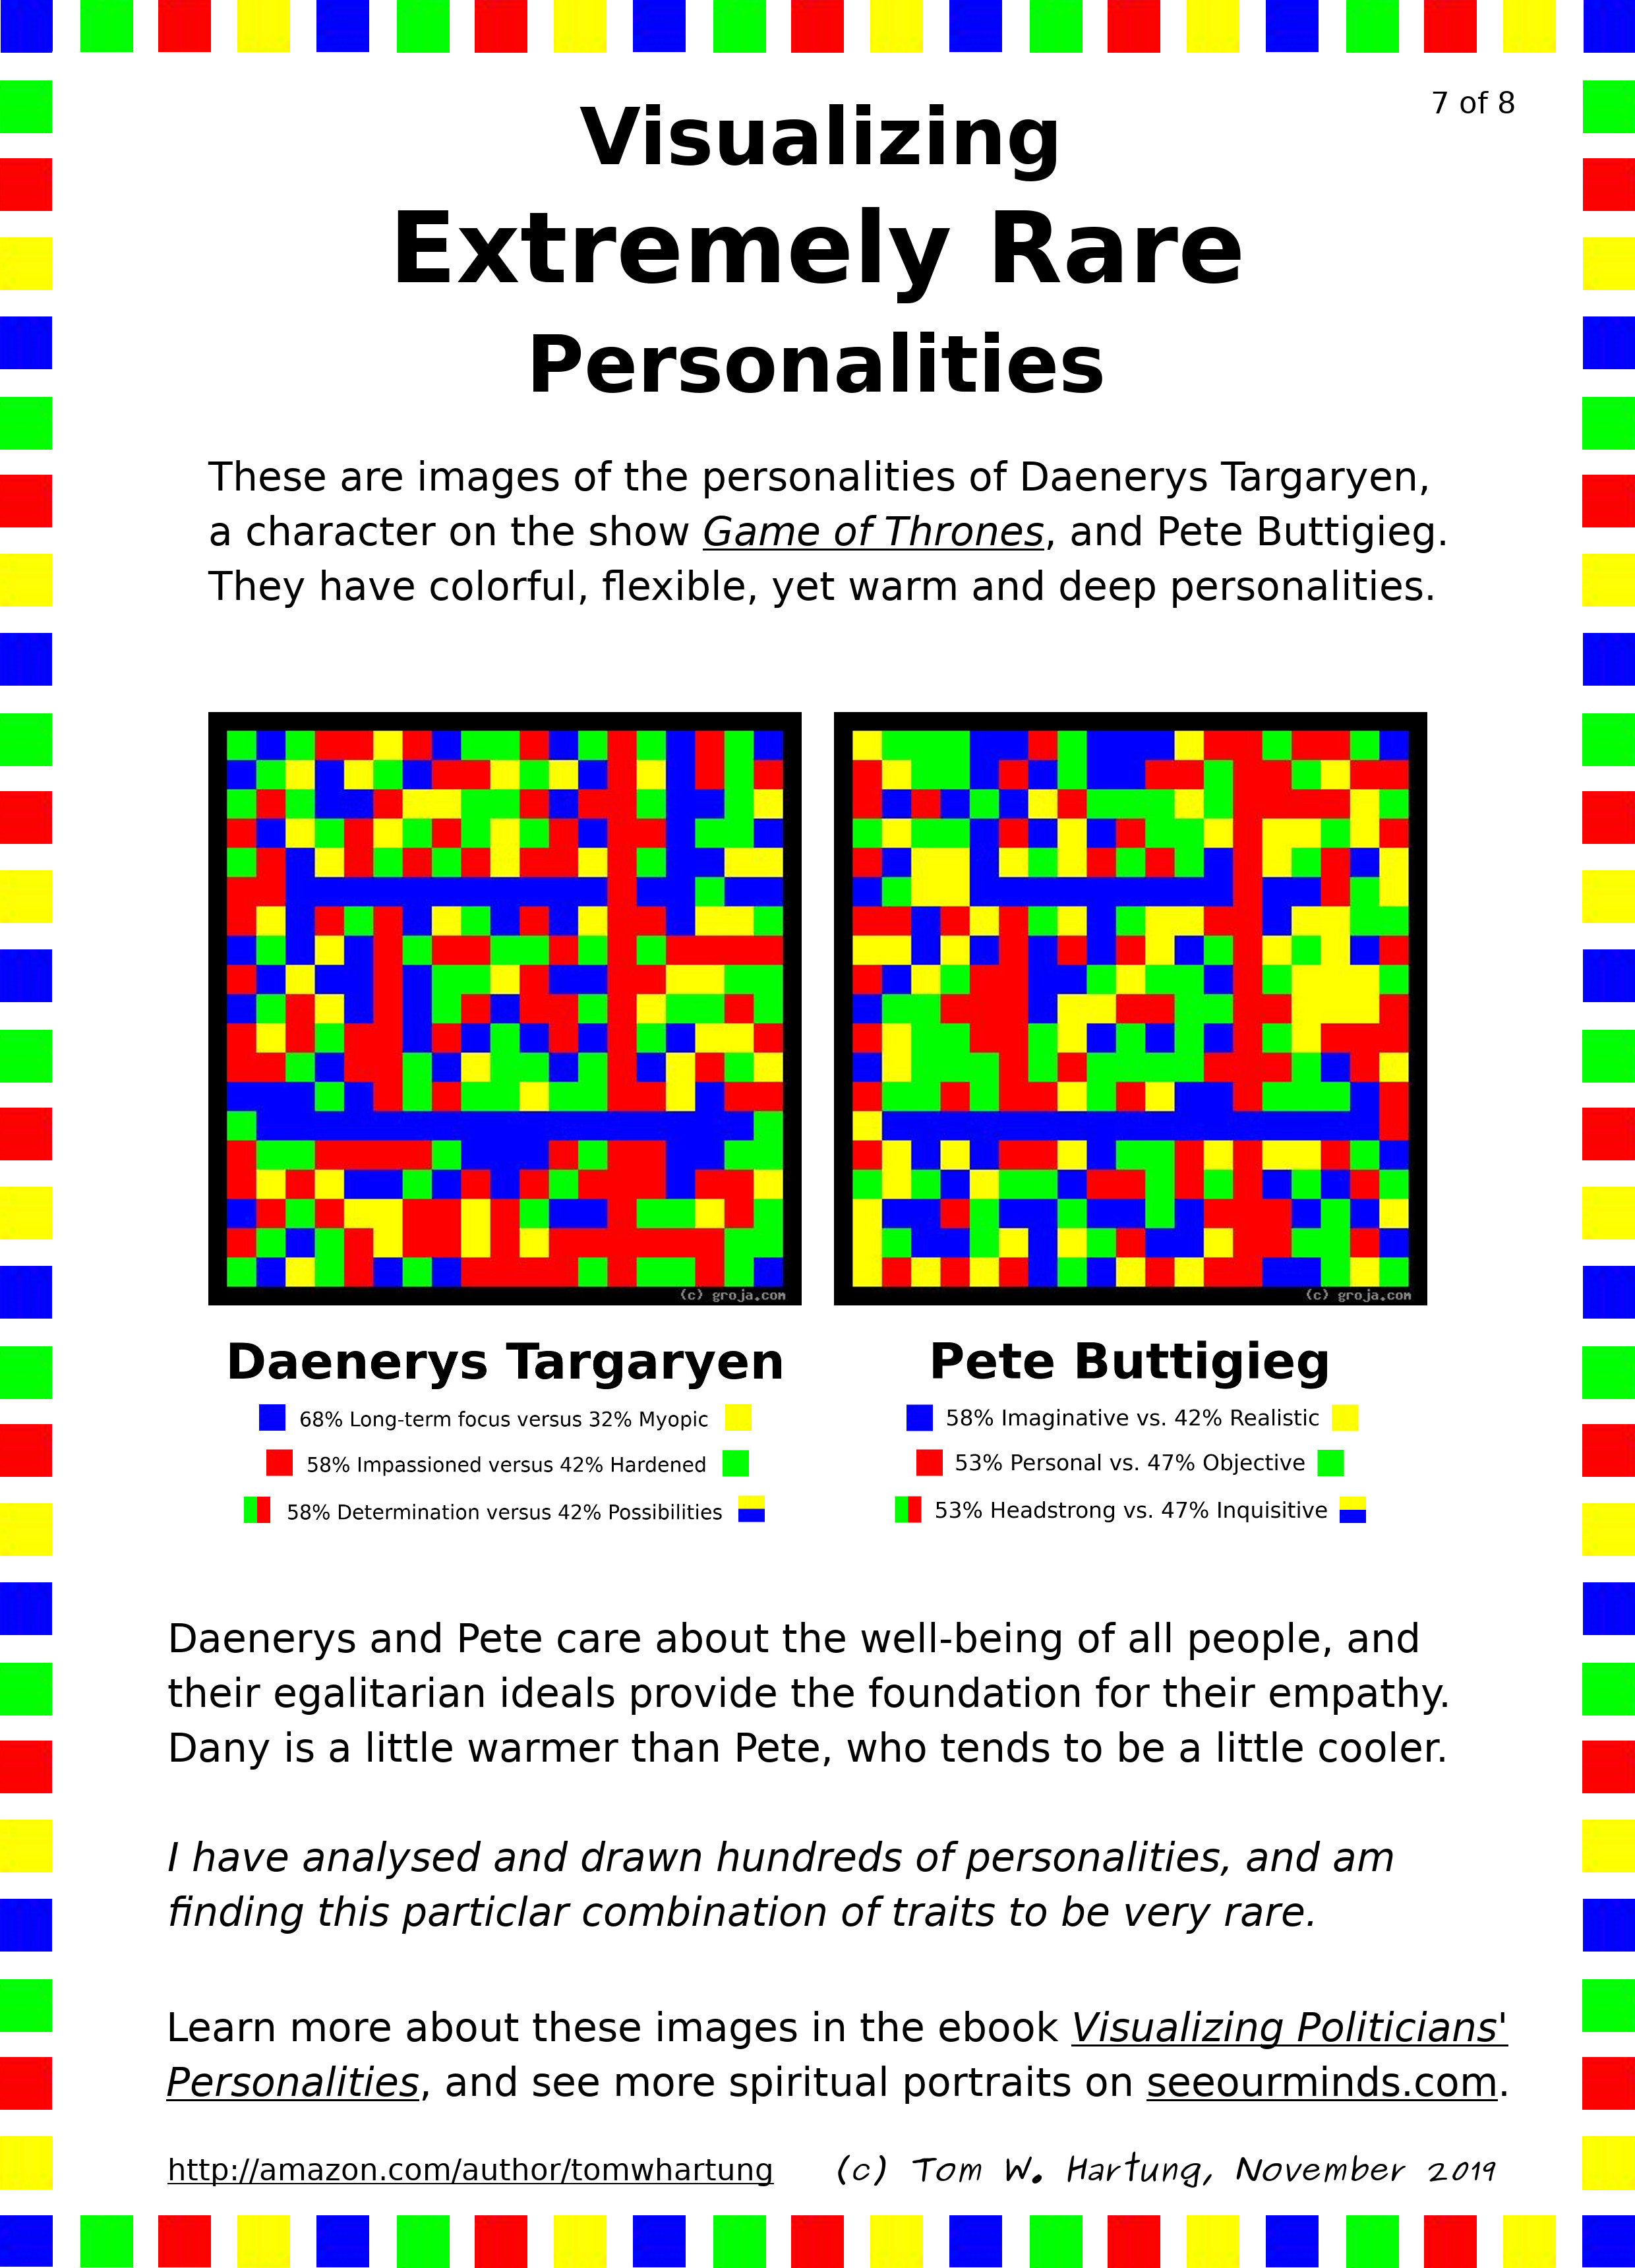 7 of 8
Visualizing
Extremely Rare
Personalities
These are images of the personalities of Daenerys Targaryen,
a character on the show Game of Thrones, and Pete Buttigieg.
They have colorful, flexible, yet warm and deep personalities.
(c) groja.com
(c) groja.com
Daenerys Targaryen
68% Long-term focus versus 32% Myopic
58% Impassioned versus 42% Hardened
58% Determination versus 42% Possibilities
Pete Buttigieg
58% Imaginative vs. 42% Realistic
53% Personal vs. 47% Objective
53% Headstrong vs. 47% Inquisitive
Daenerys and Pete care about the well-being of all people, and
their egalitarian ideals provide the foundation for their empathy.
Dany is a little warmer than Pete, who tends to be a little cooler.
I have analysed and drawn hundreds of personalities, and am
finding this particlar combination of traits to be very rare.
Learn more about these images in the ebook Visualizing Politicians'
Personalities, and see more spiritual portraits on seeourminds.com.
http://amazon.com/author/tomwhartung
(c) Tom W. Hartung, November 2019